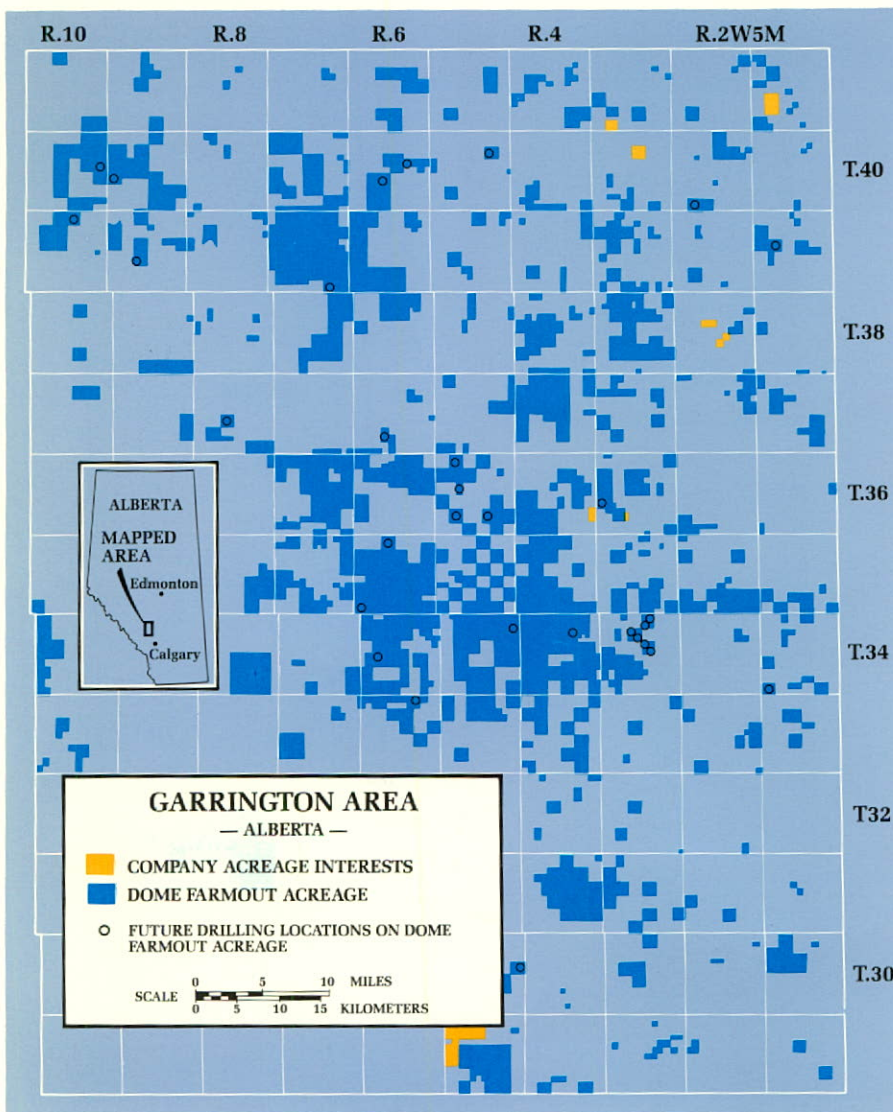 R.10 R.8 R.6 R.4 R.2W5M
T.40
T.38
T.36
T.34
T32
T.30
ALBERTA
MAPPED
AREA
Edmonton
Calgary
GARRINGTON AREA
— ALBERTA —
COMPANY ACREAGE INTERESTS
DOME FARMOUT ACREAGE
FUTURE DRILLING LOCATIONS ON DOME
FARMOUT ACREAGE
0 5 10 MILES
SCALE
0 5 10 15 KILOMETERS